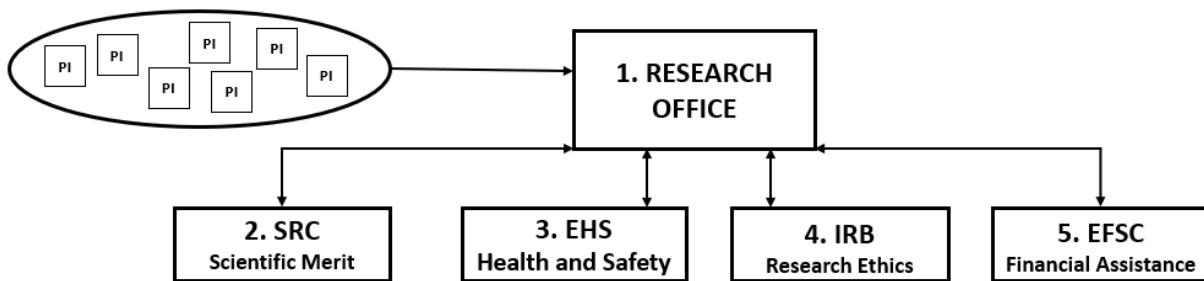 PI
PI
PI
PI
PI
PI
PI
1. RESEARCH
OFFICE
2. SRC
Scientific Merit
3. EHS
Health and Safety
4. IRB
Research Ethics
5. EFSC
Financial Assistance